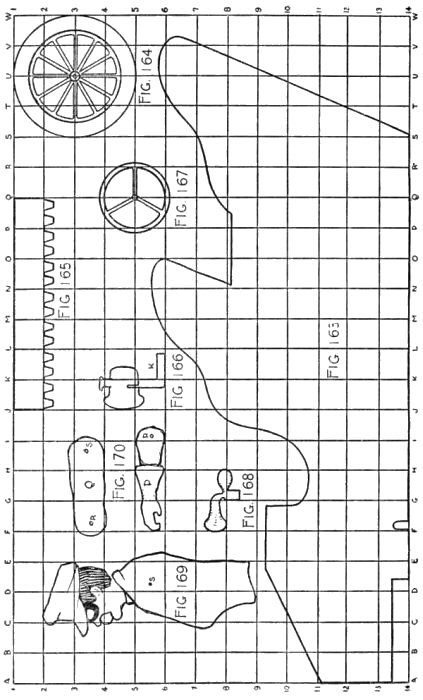 1 2 3 4 5 6 7 8 9 10 11 12 13 14
A C D E F G H I J K L M N O P Q R S T U V W
FIG. 164
FIG. 167
FIG 165
FIG 166
K
FIG 163
FIG. 170
R Q S
D
FIG. 168
FIG 169
S
A C D E F G H I J K L M N O P Q R S T U V W
1 2 3 4 5 6 7 8 9 10 11 12 13 14